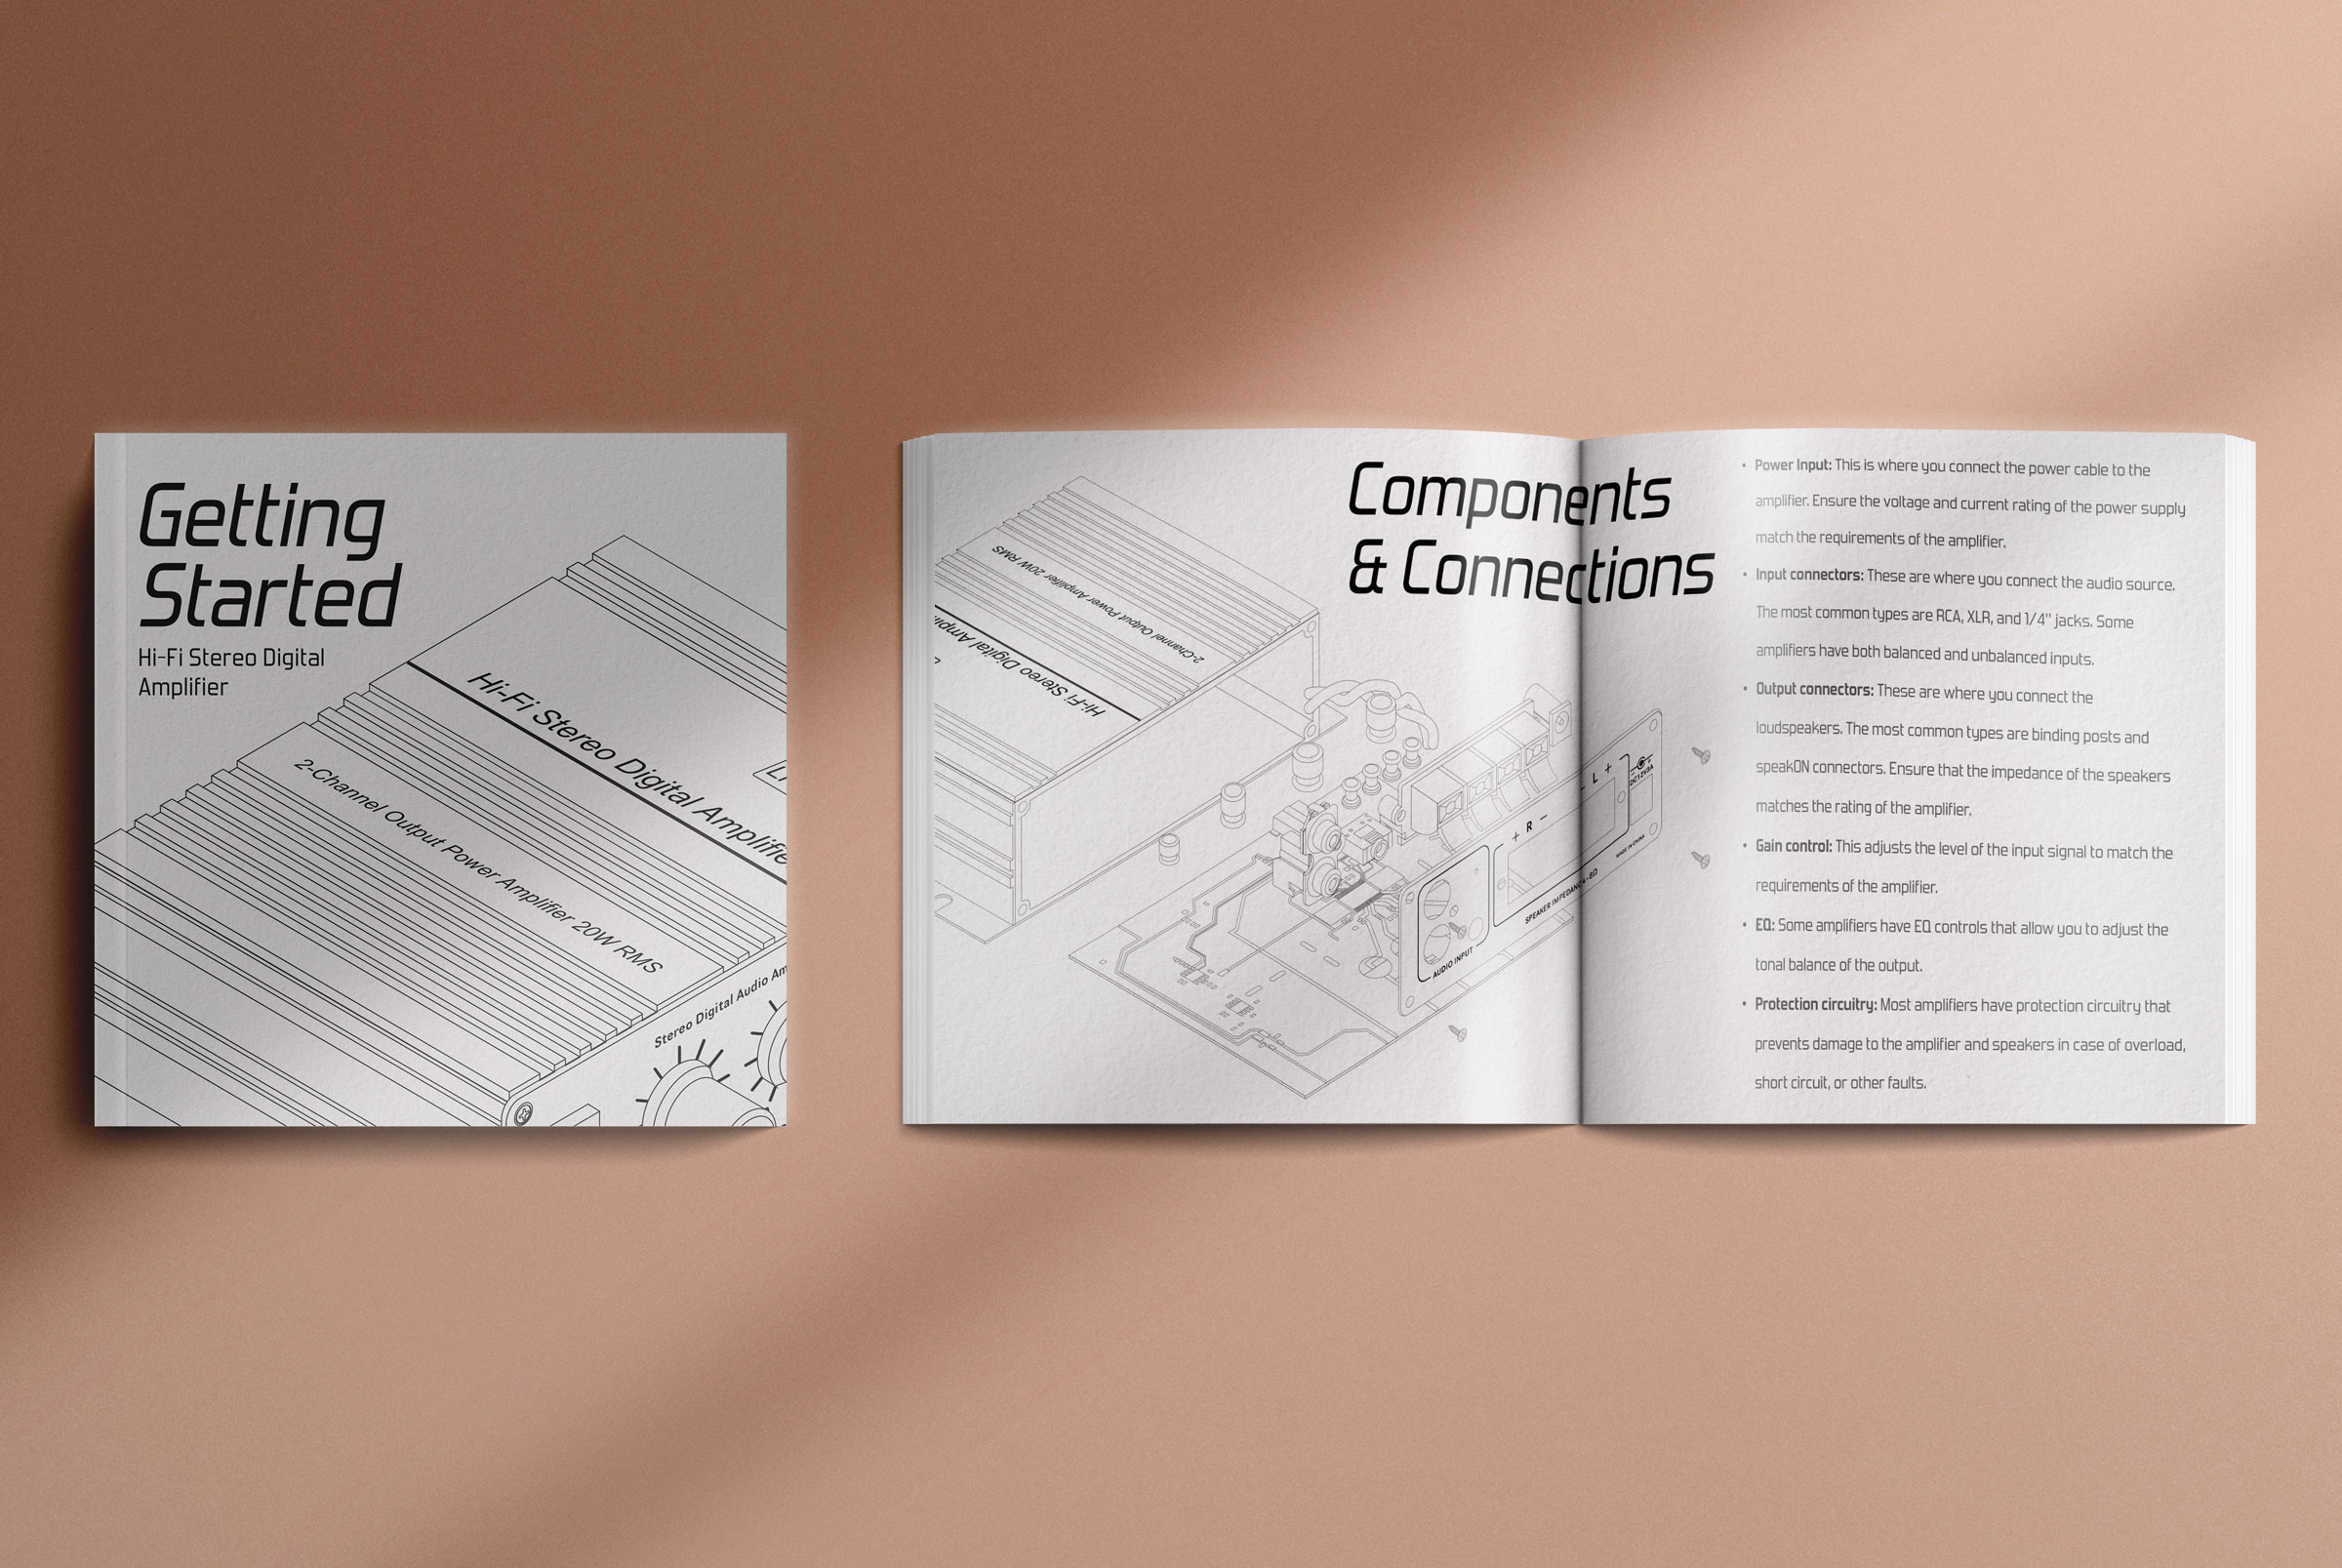 Getting
Started
Hi-Fi Stereo Digital
Amplifier
Hi-Fi Stereo Digital Amplifie
2-Channel Output Power Amplifier 20W RMS
Stereo Digital Audio Am
Components
& Connections
2-Channel Output Power Amplifier 20W RMS
Hi-Fi Stereo Digital Ampli
L +
DC12V3A
+ R −
MADE IN CHINA
SPEAKER IMPEDANC
AUDIO INPUT
• Power Input: This is where you connect the power cable to the
amplifier. Ensure the voltage and current rating of the power supply
match the requirements of the amplifier.
• Input connectors: These are where you connect the audio source.
The most common types are RCA, XLR, and 1/4" jacks. Some
amplifiers have both balanced and unbalanced inputs.
• Output connectors: These are where you connect the
loudspeakers. The most common types are binding posts and
speakON connectors. Ensure that the impedance of the speakers
matches the rating of the amplifier.
• Gain control: This adjusts the level of the input signal to match the
requirements of the amplifier.
• EQ: Some amplifiers have EQ controls that allow you to adjust the
tonal balance of the output.
• Protection circuitry: Most amplifiers have protection circuitry that
prevents damage to the amplifier and speakers in case of overload,
short circuit, or other faults.